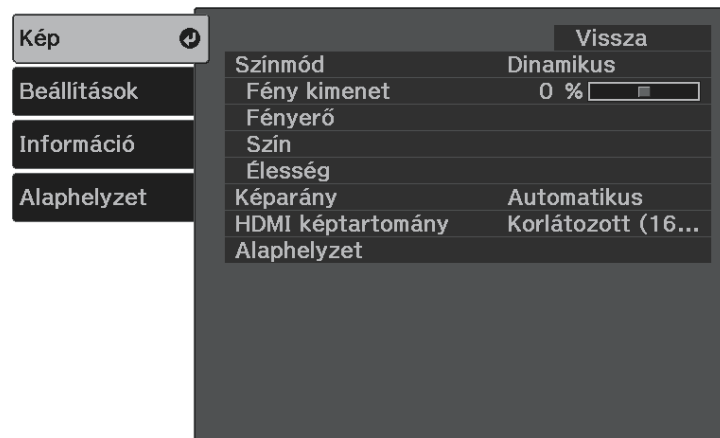 Kép
Beállítások
Információ
Alaphelyzet
Vissza
Színmód Dinamikus
Fény kimenet 0 %
Fényerő
Szín
Élesség
Képarány Automatikus
HDMI képtartomány Korlátozott (16...
Alaphelyzet